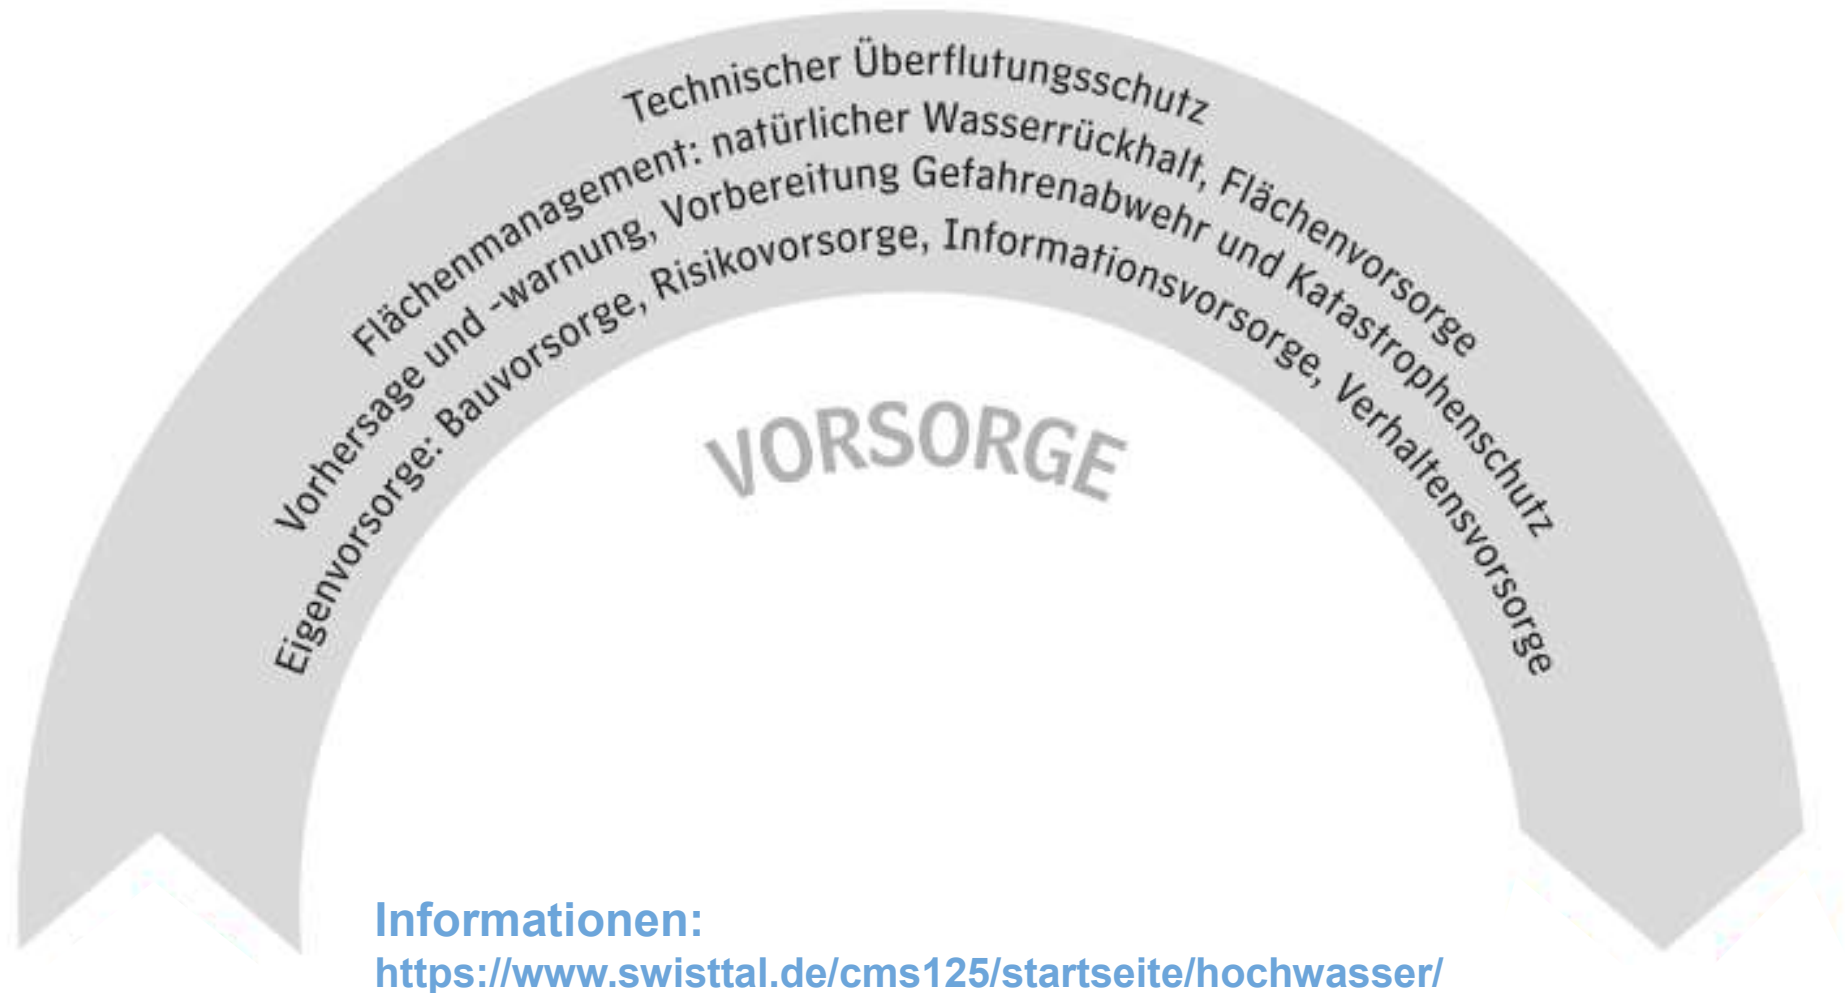 Technischer Überflutungsschutz
Flächenmanagement: natürlicher Wasserrückhalt, Flächenvorsorge
Vorhersage und -warnung, Vorbereitung Gefahrenabwehr und Katastrophenschutz
Eigenvorsorge: Bauvorsorge, Risikovorsorge, Informationsvorsorge, Verhaltensvorsorge
VORSORGE
Informationen:
https://www.swisttal.de/cms125/startseite/hochwasser/